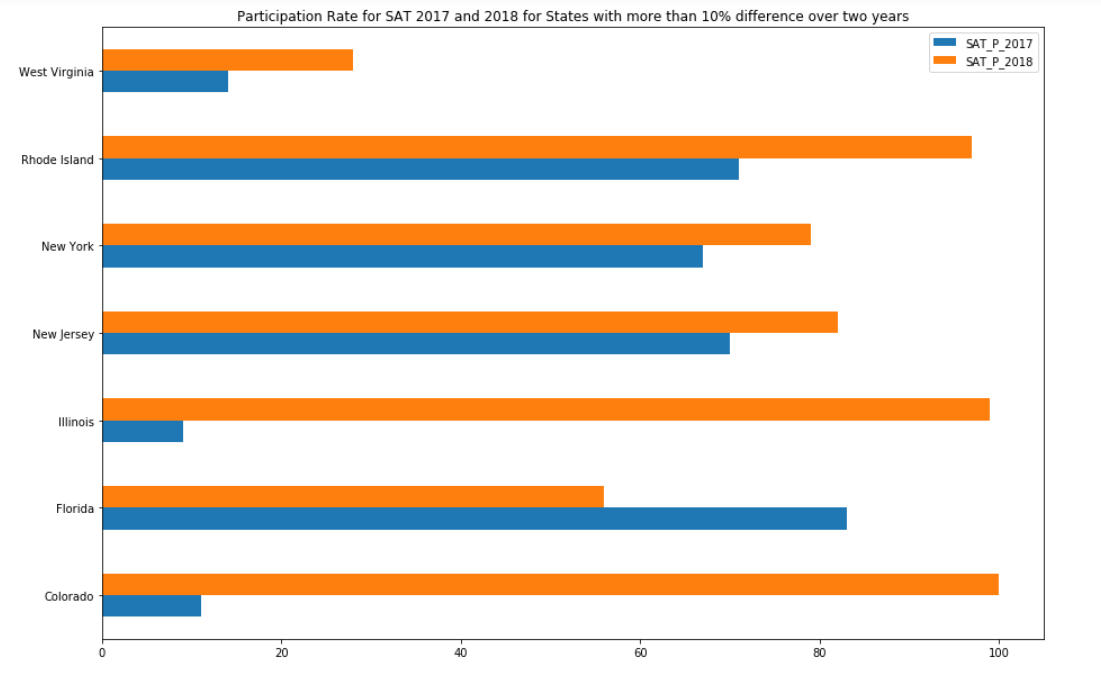 Participation Rate for SAT 2017 and 2018 for States with more than 10% difference over two years
SAT_P_2017
SAT_P_2018
West Virginia
Rhode Island
New York
New Jersey
Illinois
Florida
Colorado
0 20 40 60 80 100